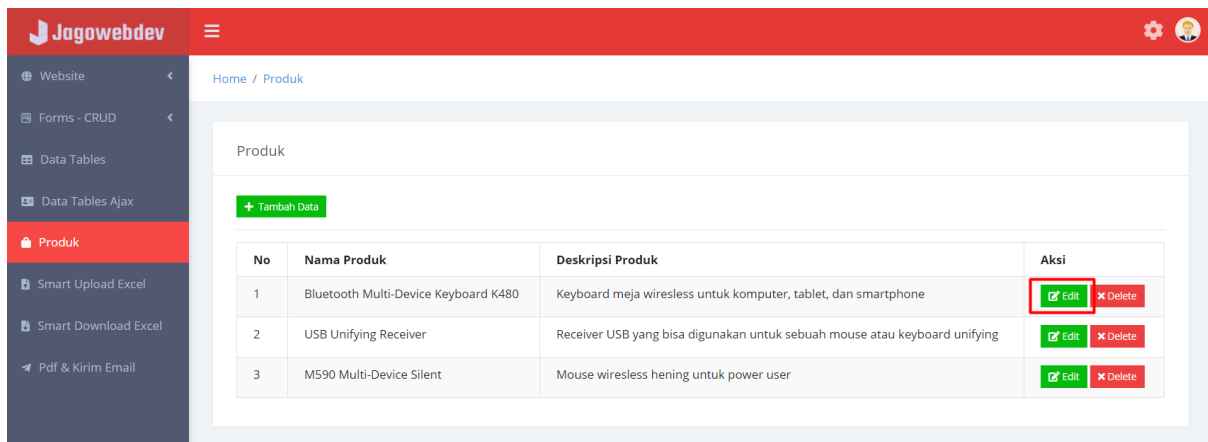 Jagowebdev
Website
Home / Produk
Forms - CRUD
Data Tables
Data Tables Ajax
Produk
Smart Upload Excel
Smart Download Excel
Pdf & Kirim Email
Produk
Tambah Data
No Nama Produk Deskripsi Produk Aksi
1 Bluetooth Multi-Device Keyboard K480 Keyboard meja wiresless untuk komputer, tablet, dan smartphone Edit Delete
2 USB Unifying Receiver Receiver USB yang bisa digunakan untuk sebuah mouse atau keyboard unifying Edit Delete
3 M590 Multi-Device Silent Mouse wiresless hening untuk power user Edit Delete